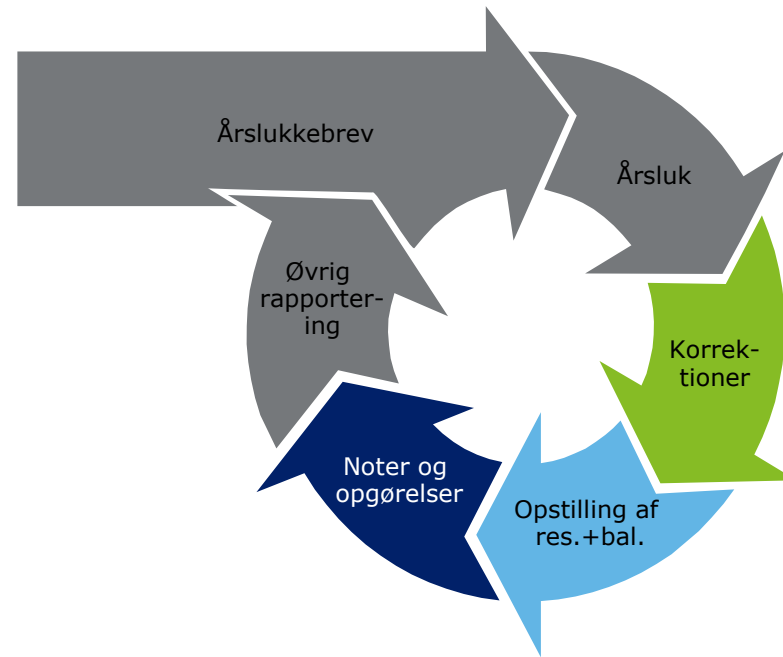 Årslukkebrev
Årsluk
Korrek-
tioner
Opstilling af
res.+bal.
Noter og
opgørelser
Øvrig
rapporter-
ing